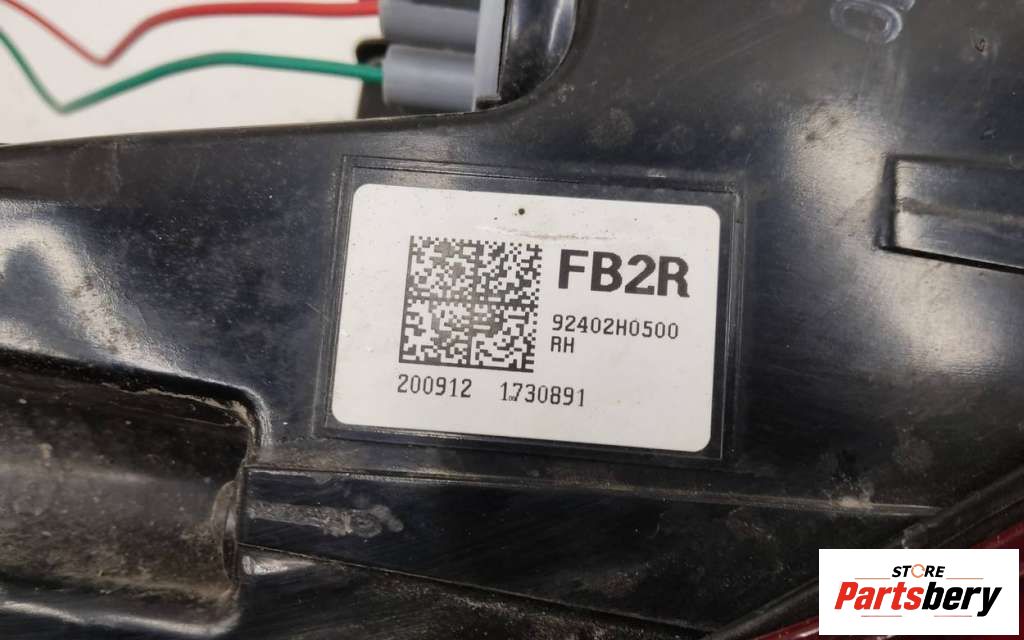 FB2R
92402H0500
RH
200912 1730891
STORE
Partsbery